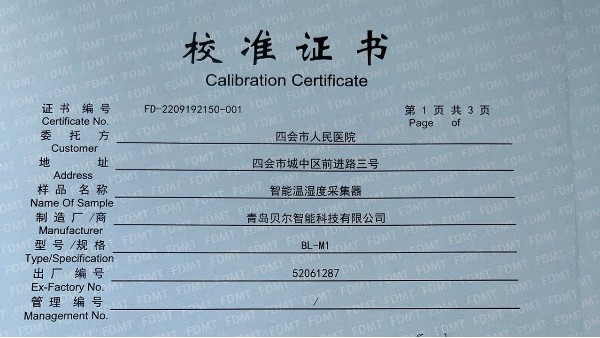 校准证书
Calibration Certificate
证书编号 FD-2209192150-001 第 1 页 共 3 页
Certificate No. Page of
委托方 四会市人民医院
Customer
地址 四会市城中区前进路三号
Address
样品名称 智能温湿度采集器
Name Of Sample
制造厂/商 青岛贝尔智能科技有限公司
Manufacturer
型号/规格 BL-M1
Type/Specification
出厂编号 52061287
Ex-Factory No.
管理编号 /
Management No.